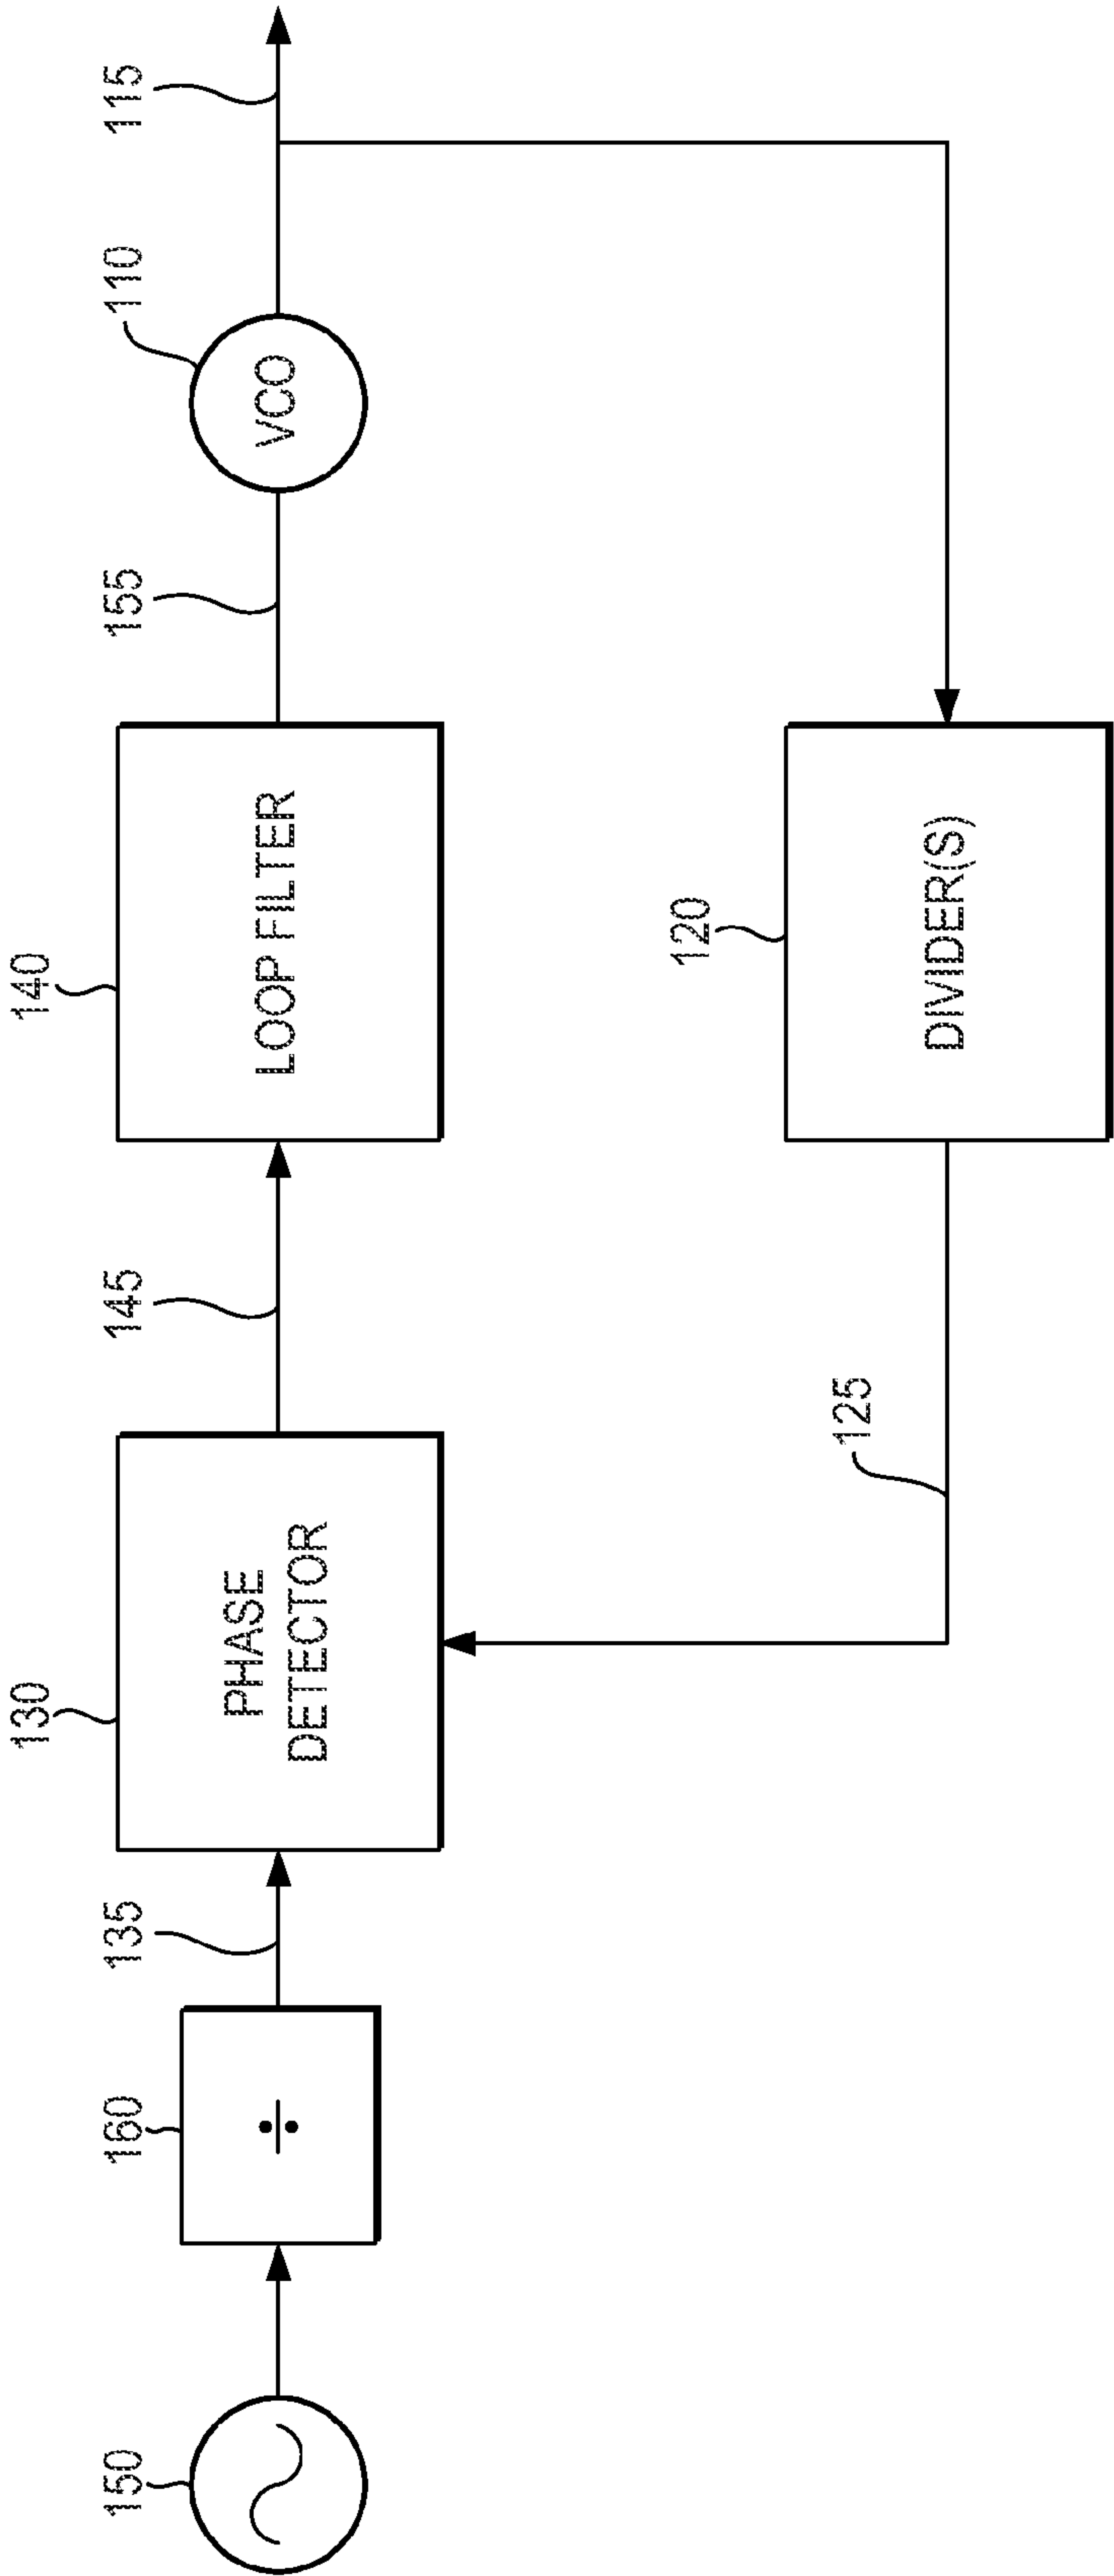 140
130
115
110
155
145
135
160
150
VCO
LOOP FILTER
PHASE
DETECTOR
÷
120
125
DIVIDER(S)